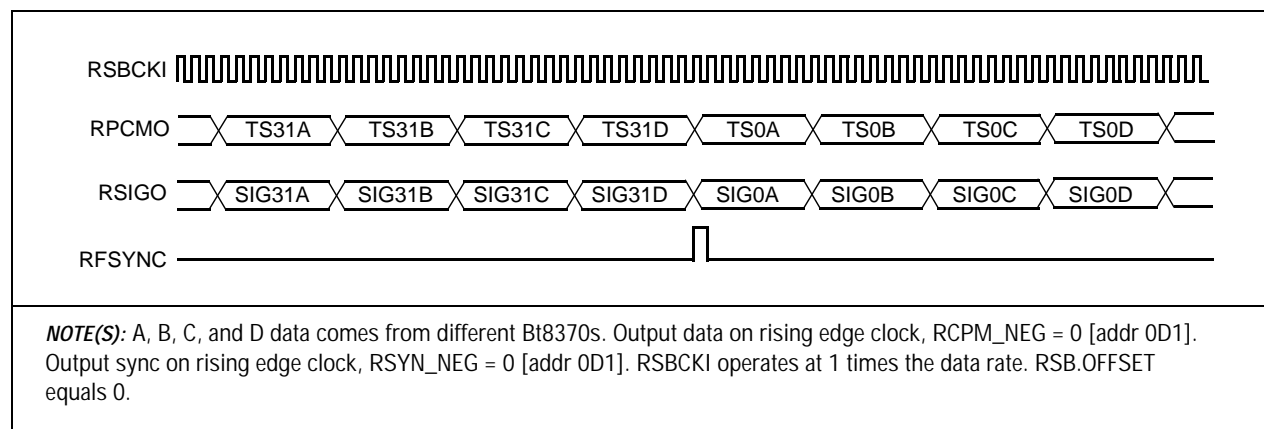 RSBCKI
RPCMO TS31A TS31B TS31C TS31D TS0A TS0B TS0C TS0D
RSIGO SIG31A SIG31B SIG31C SIG31D SIG0A SIG0B SIG0C SIG0D
RFSYNC
NOTE(S): A, B, C, and D data comes from different Bt8370s. Output data on rising edge clock, RCPM_NEG = 0 [addr 0D1].
Output sync on rising edge clock, RSYN_NEG = 0 [addr 0D1]. RSBCKI operates at 1 times the data rate. RSB.OFFSET
equals 0.